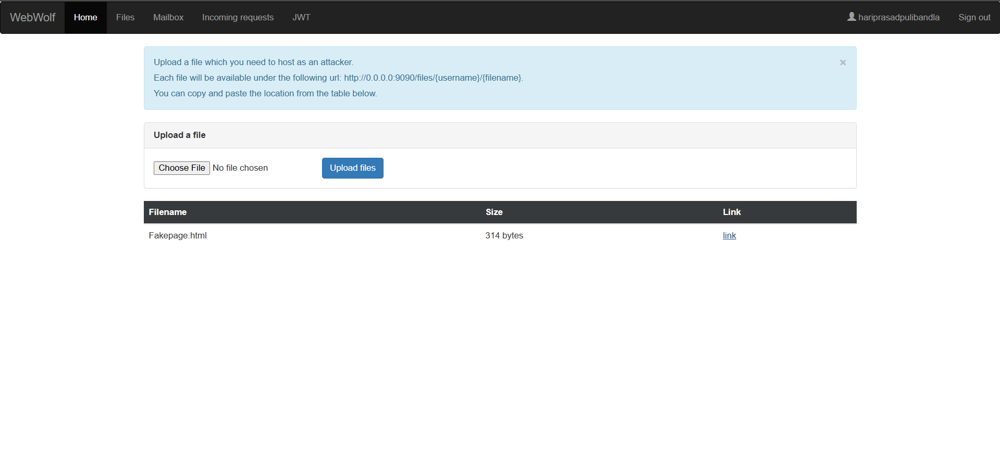 WebWolf Home Files Mailbox Incoming requests JWT hariprasadpulibandla Sign out
Upload a file which you need to host as an attacker. ×
Each file will be available under the following url: http://0.0.0.0:9090/files/{username}/{filename}.
You can copy and paste the location from the table below.
Upload a file
Choose File No file chosen Upload files
Filename Size Link
Fakepage.html 314 bytes link